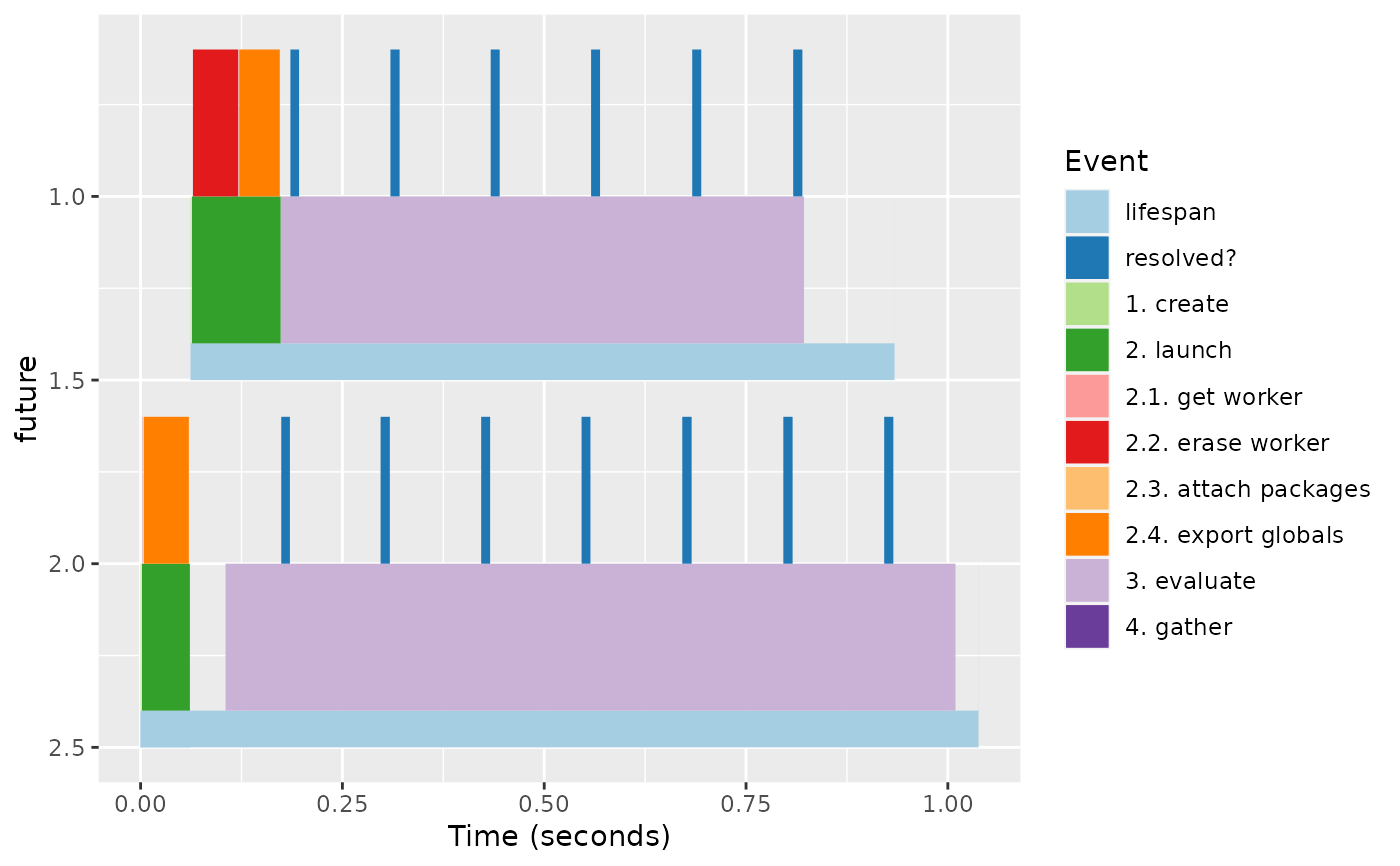 1.0
1.5
2.0
2.5
future
0.00 0.25 0.50 0.75 1.00
Time (seconds)
Event
lifespan
resolved?
1. create
2. launch
2.1. get worker
2.2. erase worker
2.3. attach packages
2.4. export globals
3. evaluate
4. gather